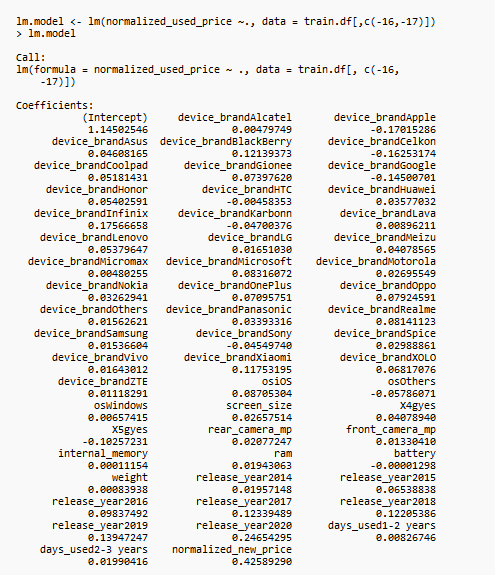 lm.model <- lm(normalized_used_price ~., data = train.df[,c(-16,-17)])
> lm.model
Call:
lm(formula = normalized_used_price ~ ., data = train.df[, c(-16,
-17)])
Coefficients:
(Intercept) device_brandAlcatel device_brandApple
1.14502546 0.00479749 -0.17015286
device_brandAsus device_brandBlackBerry device_brandCelkon
0.04608165 0.12139373 -0.16253174
device_brandCoolpad device_brandGionee device_brandGoogle
0.05181431 0.07397620 -0.14500701
device_brandHonor device_brandHTC device_brandHuawei
0.05402591 -0.00458353 0.03577032
device_brandInfinix device_brandKarbonn device_brandLava
0.17566658 -0.04700376 0.00896211
device_brandLenovo device_brandLG device_brandMeizu
0.05379647 0.01651030 0.04078565
device_brandMicromax device_brandMicrosoft device_brandMotorola
0.00480255 0.08316072 0.02695549
device_brandNokia device_brandOnePlus device_brandOppo
0.03262941 0.07095751 0.07924591
device_brandOthers device_brandPanasonic device_brandRealme
0.01562621 0.03393316 0.08141123
device_brandSamsung device_brandSony device_brandSpice
0.01536604 -0.04549740 0.02988861
device_brandVivo device_brandXiaomi device_brandXOLO
0.01643012 0.11753195 0.06817076
device_brandZTE osiOS osOthers
0.01118291 0.08705304 -0.05786071
osWindows screen_size X4gyes
0.00657415 0.02657514 0.04078940
X5gyes rear_camera_mp front_camera_mp
-0.10257231 0.02077247 0.01330410
internal_memory ram battery
0.00011154 0.01943063 -0.00001298
weight release_year2014 release_year2015
0.00083938 0.01957148 0.06538838
release_year2016 release_year2017 release_year2018
0.09837492 0.12339489 0.12205386
release_year2019 release_year2020 days_used1-2 years
0.13947247 0.24654295 0.00826746
days_used2-3 years normalized_new_price
0.01990416 0.42589290